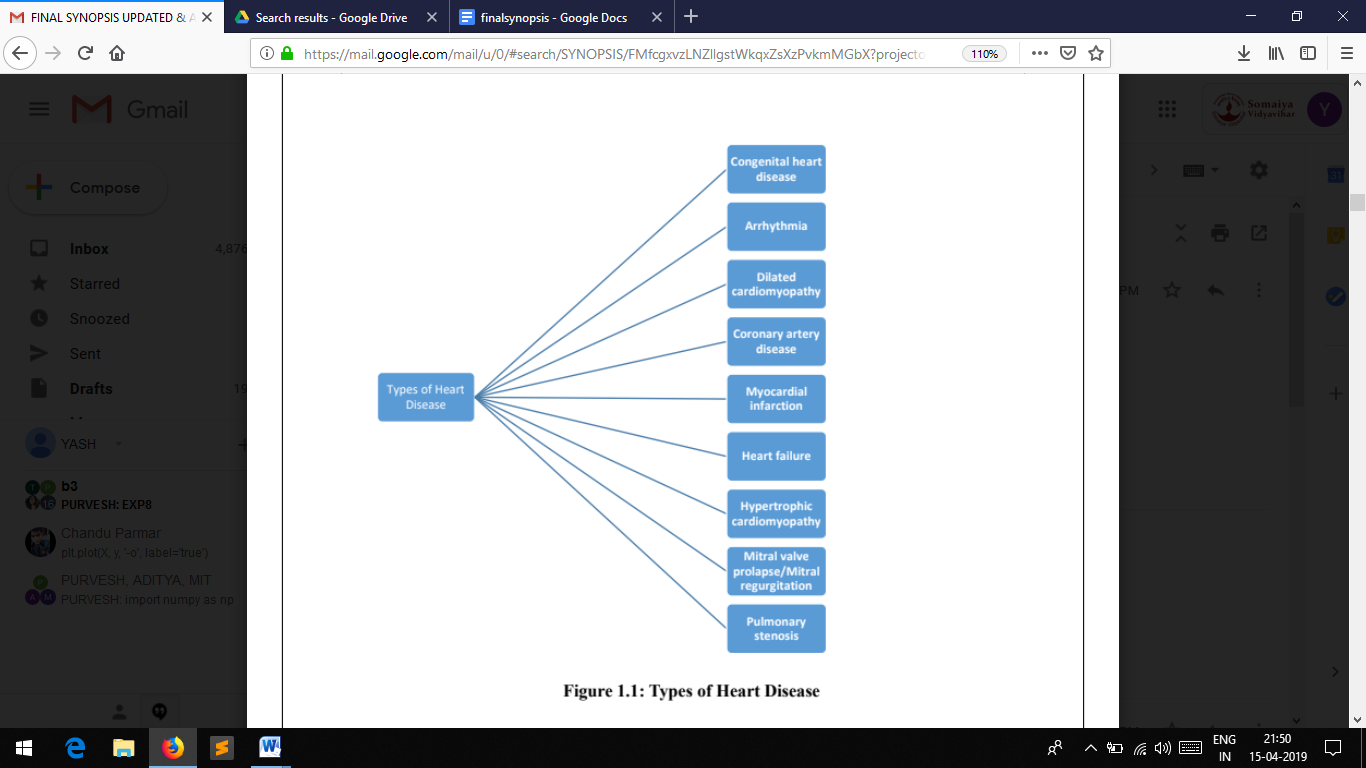 FINAL SYNOPSIS UPDATED & A
Search results - Google Drive
finalsynopsis - Google Docs
https://mail.google.com/mail/u/0/#search/SYNOPSIS/FMfcgxvzLNZllgstWkqxZsXzPvkmMGbX?projecto
110%
Gmail
Somaiya
Vidyavihar
Y
Compose
31
Inbox
4,876
Starred
Snoozed
PM
Sent
Drafts
19
YASH
b3
PURVESH: EXP8
16
Chandu Parmar
plt.plot(X, y, '-o', label='true')
PURVESH, ADITYA, MIT
PURVESH: import numpy as np
P
A
M
Types of Heart
Disease
Congenital heart
disease
Arrhythmia
Dilated
cardiomyopathy
Coronary artery
disease
Myocardial
infarction
Heart failure
Hypertrophic
cardiomyopathy
Mitral valve
prolapse/Mitral
regurgitation
Pulmonary
stenosis
Figure 1.1: Types of Heart Disease
ENG
IN
21:50
15-04-2019